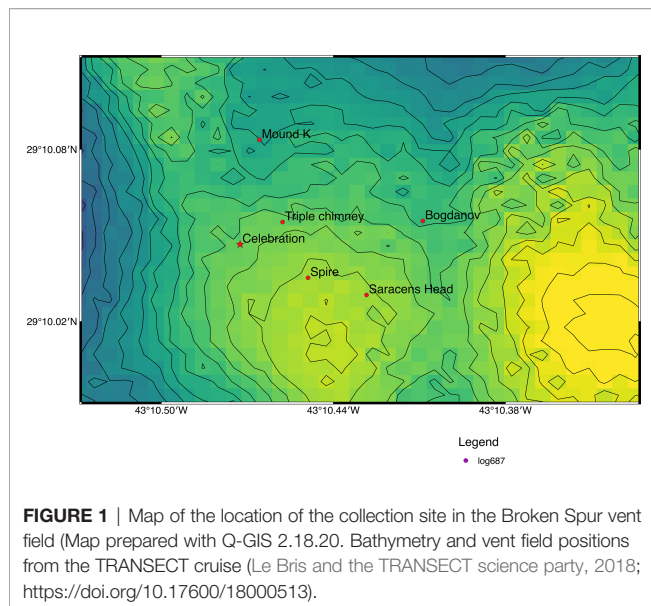 Mound K
29°10.08'N
Triple chimney
Bogdanov
Celebration
Spire
Saracens Head
29°10.02'N
43°10.50'W
43°10.44'W
43°10.38'W
Legend
log687
FIGURE 1 | Map of the location of the collection site in the Broken Spur vent
field (Map prepared with Q-GIS 2.18.20. Bathymetry and vent field positions
from the TRANSECT cruise (Le Bris and the TRANSECT science party, 2018;
https://doi.org/10.17600/18000513).